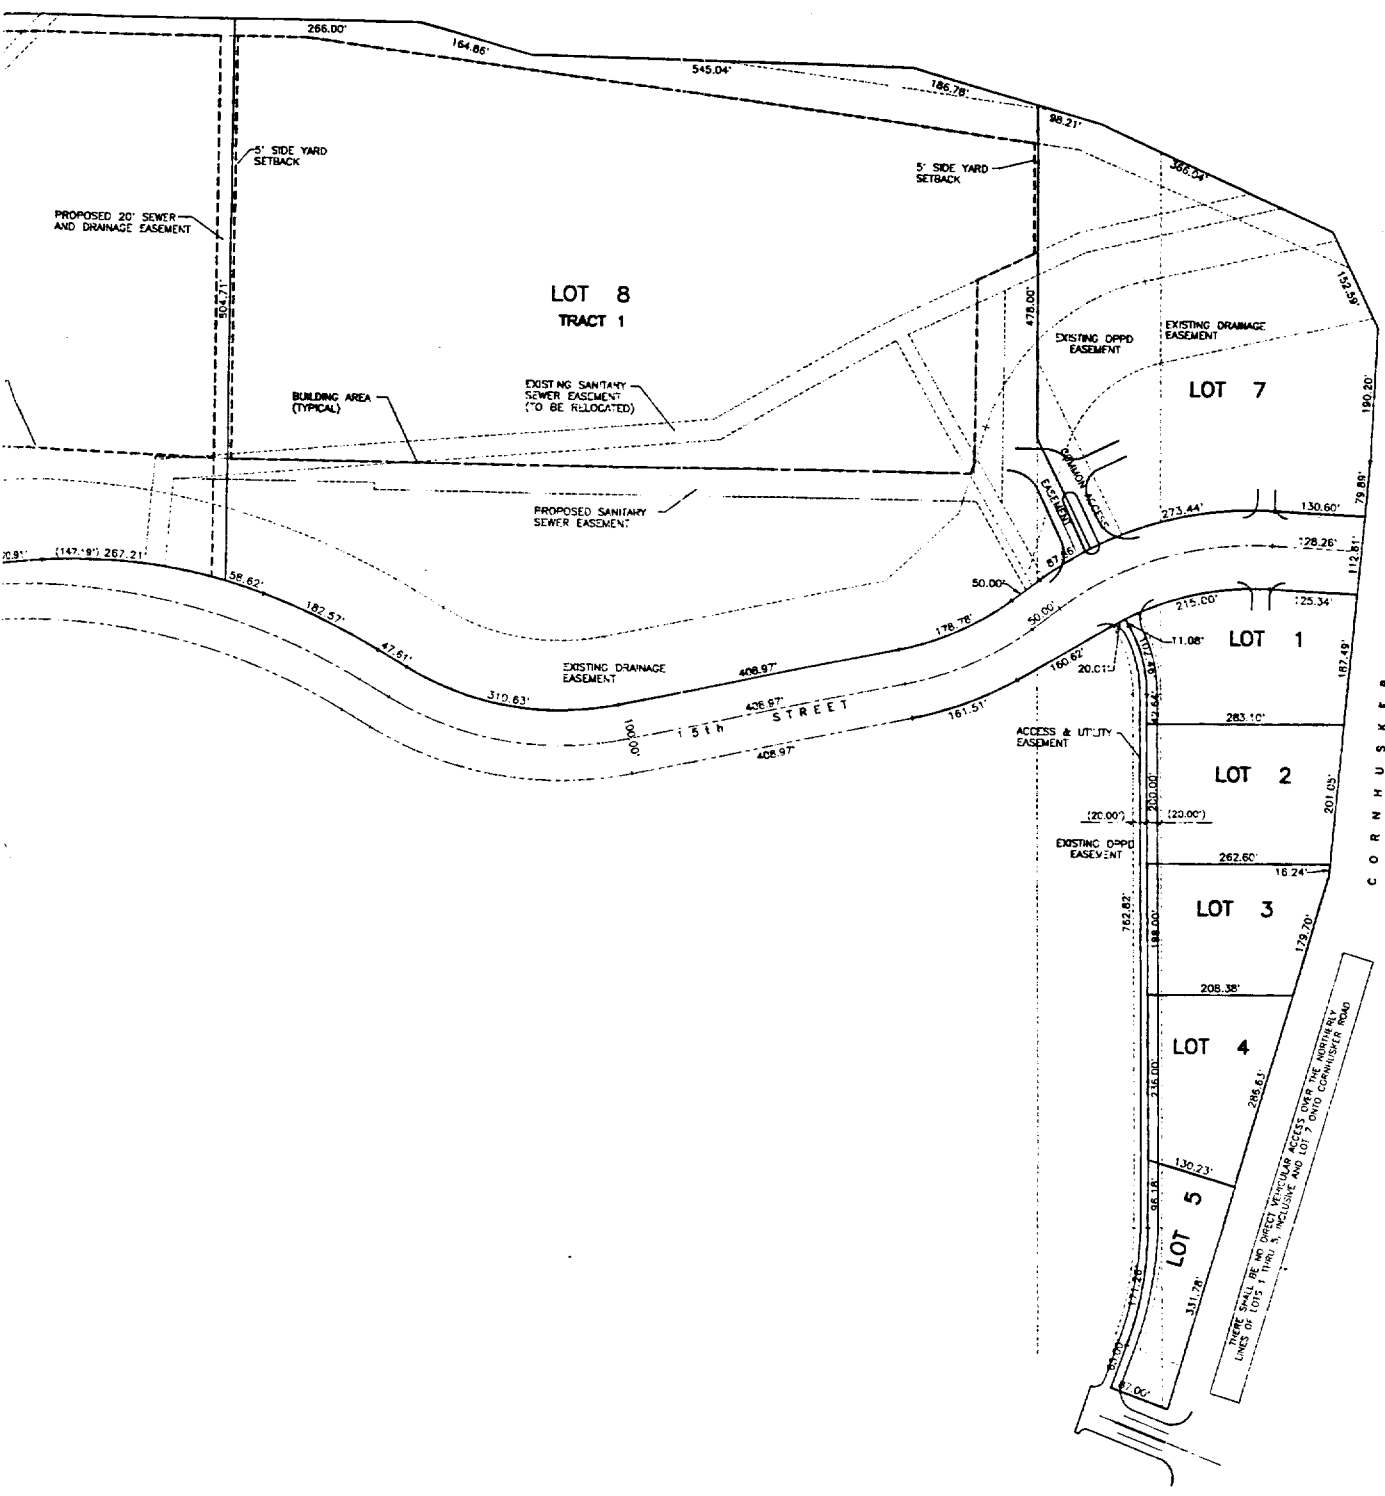 266.00'
164.86'
545.04'
186.78'
98.21'
366.04'
152.59'
5' SIDE YARD
SETBACK
5' SIDE YARD
SETBACK
PROPOSED 20' SEWER
AND DRAINAGE EASEMENT
504.71'
LOT 8
TRACT 1
478.00'
EXISTING OPPD
EASEMENT
EXISTING DRAINAGE
EASEMENT
LOT 7
190.20'
79.89'
BUILDING AREA
(TYPICAL)
EXISTING SANITARY
SEWER EASEMENT
(TO BE RELOCATED)
COMMON ACCESS
EASEMENT
PROPOSED SANITARY
SEWER EASEMENT
273.44'
130.60'
128.26'
112.81'
(147.19') 267.21'
58.62'
182.57'
47.61'
310.63'
EXISTING DRAINAGE
EASEMENT
408.97'
178.78'
50.00'
50.00'
100.00'
408.97'
15th STREET
408.97'
161.51'
160.62'
215.00'
125.34'
11.08'
20.01'
102.46'
42.64'
LOT 1
187.49'
283.10'
ACCESS & UTILITY
EASEMENT
LOT 2
200.00'
201.05'
(20.00')
(20.00')
EXISTING OPPD
EASEMENT
262.60'
16.24'
LOT 3
762.82'
188.00'
179.70'
208.38'
LOT 4
236.00'
286.63'
130.23'
96.18'
LOT 5
171.26'
331.78'
63.00'
87.00'
CORNHUSKER
THERE SHALL BE NO DIRECT VEHICULAR ACCESS OVER THE NORTHERLY
LINES OF LOTS 1 THRU 5, INCLUSIVE AND LOT 7 ONTO CORNHUSKER ROAD